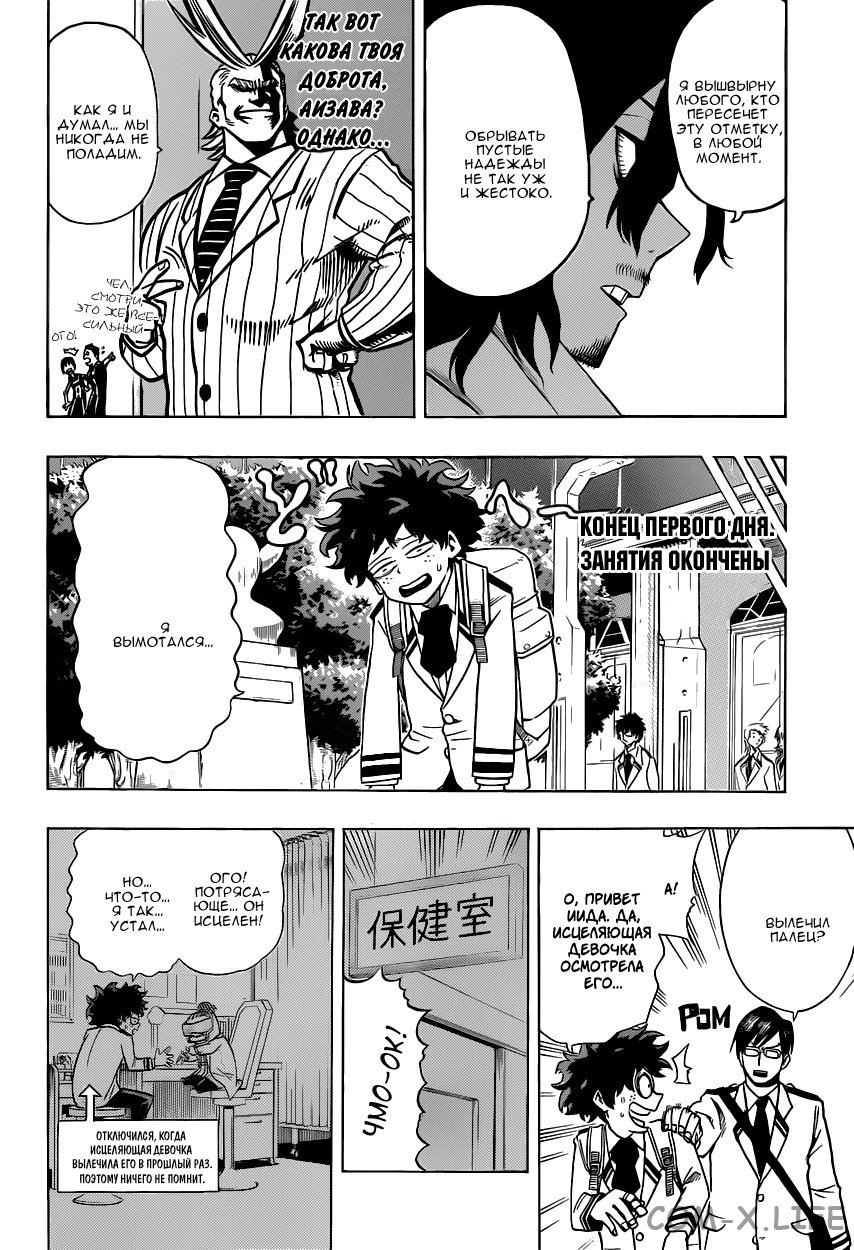 Я ВЫШВЫРНУ
ЛЮБОГО, КТО
ПЕРЕСЕЧЕТ
ЭТУ ОТМЕТКУ,
В ЛЮБОЙ
МОМЕНТ.
ОБРЫВАТЬ
ПУСТЫЕ
НАДЕЖДЫ
НЕ ТАК УЖ
И ЖЕСТОКО.
ТАК ВОТ
КАКОВА ТВОЯ
ДОБРОТА,
АИЗАВА?
ОДНАКО...
КАК Я И
ДУМАЛ... МЫ
НИКОГДА НЕ
ПОЛАДИМ.
ЧЕЛ,
СМОТРИ,
ЭТО ЖЕ ВСЕ-
СИЛЬНЫЙ
ОГО!
КОНЕЦ ПЕРВОГО ДНЯ.
ЗАНЯТИЯ ОКОНЧЕНЫ
Я
ВЫМОТАЛСЯ...
ВЫЛЕЧИЛ
ПАЛЕЦ?
А!
О, ПРИВЕТ
ИИДА. ДА,
ИСЦЕЛЯЮЩАЯ
ДЕВОЧКА
ОСМОТРЕЛА
ЕГО...
РОМ
保健室
ЧМО-ОК!
ОГО!
ПОТРЯСА-
ЮЩЕ... ОН
ИСЦЕЛЕН!
НО...
ЧТО-ТО...
Я ТАК...
УСТАЛ...
ОТКЛЮЧИЛСЯ, КОГДА
ИСЦЕЛЯЮЩАЯ ДЕВОЧКА
ВЫЛЕЧИЛА ЕГО В ПРОШЛЫЙ РАЗ.
ПОЭТОМУ НИЧЕГО НЕ ПОМНИТ.
COM-X.LIFE